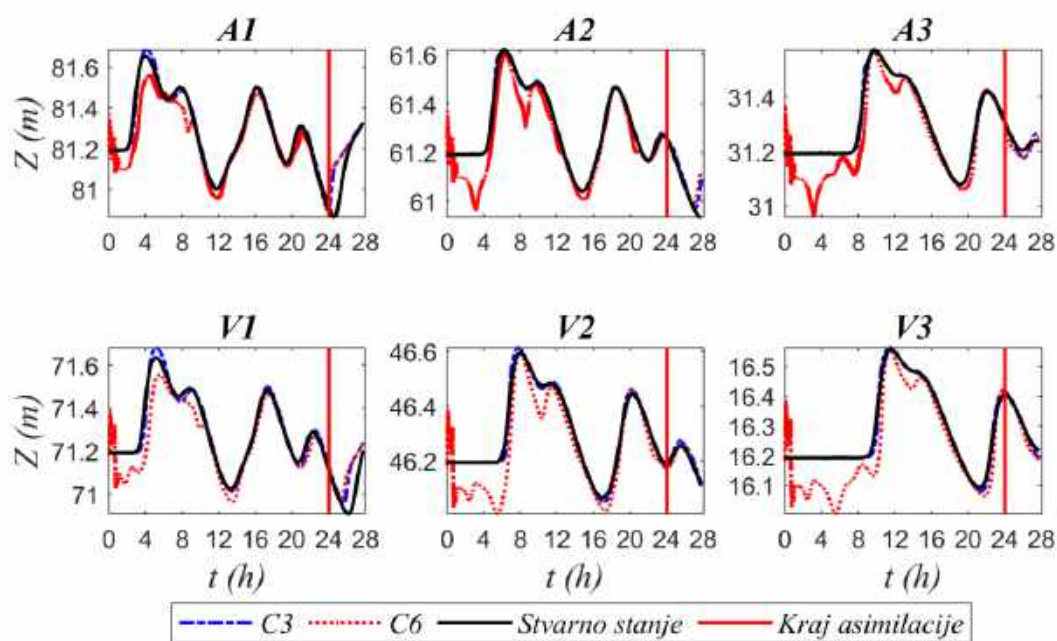 A1 A2 A3
Z (m)
81.6
81.4
81.2
81
61.6
61.4
61.2
61
31.4
31.2
31
0 4 8 12 16 20 24 28
0 4 8 12 16 20 24 28
0 4 8 12 16 20 24 28
V1 V2 V3
Z (m)
71.6
71.4
71.2
71
46.6
46.4
46.2
16.5
16.4
16.3
16.2
16.1
0 4 8 12 16 20 24 28
0 4 8 12 16 20 24 28
0 4 8 12 16 20 24 28
t (h) t (h) t (h)
C3 C6 Stvarno stanje Kraj asimilacije